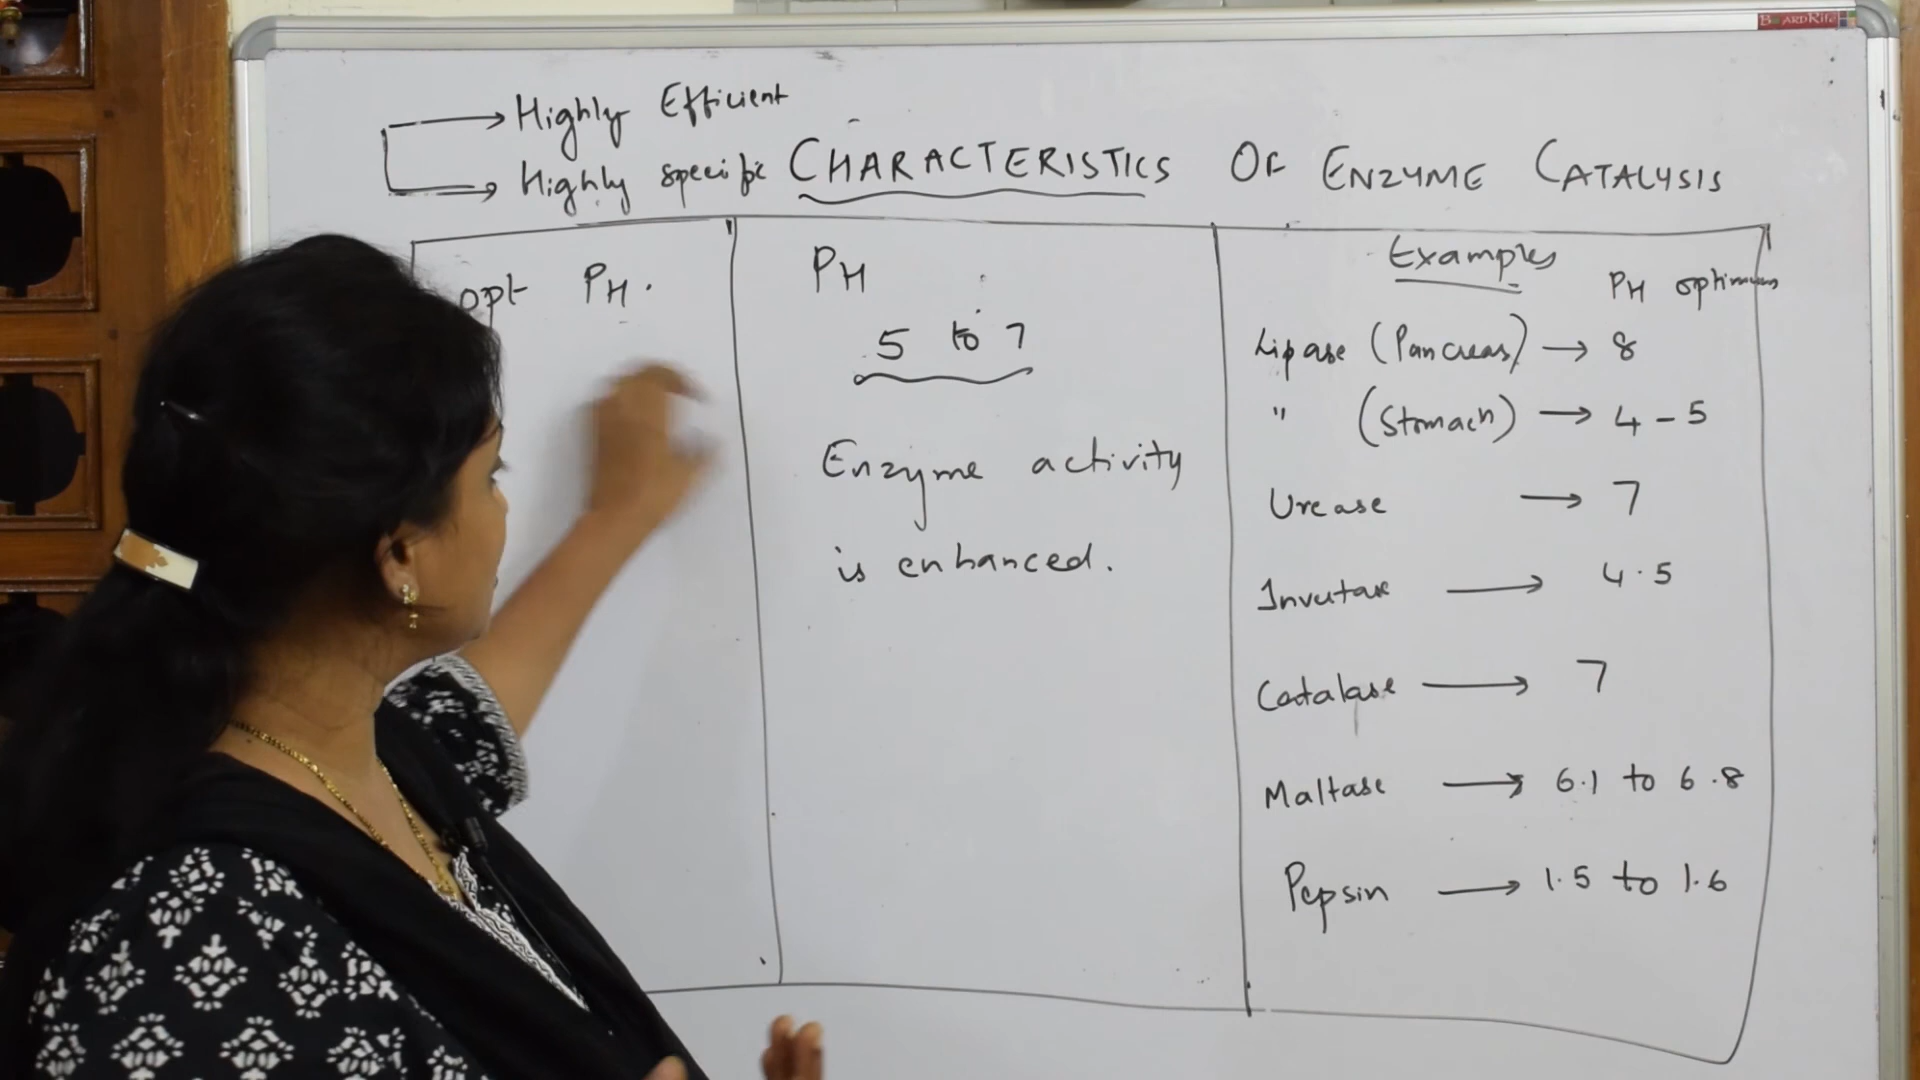 BOARDRITE
Highly Efficient
Highly specific
CHARACTERISTICS OF ENZYME CATALYSIS
opt PH.
PH
5 to 7
Enzyme activity
is enhanced.
Examples
PH optimum
Lipase (Pancreas) → 8
" (Stomach) → 4 - 5
Urease → 7
Invertase → 4.5
Catalase → 7
Maltase → 6.1 to 6.8
Pepsin → 1.5 to 1.6